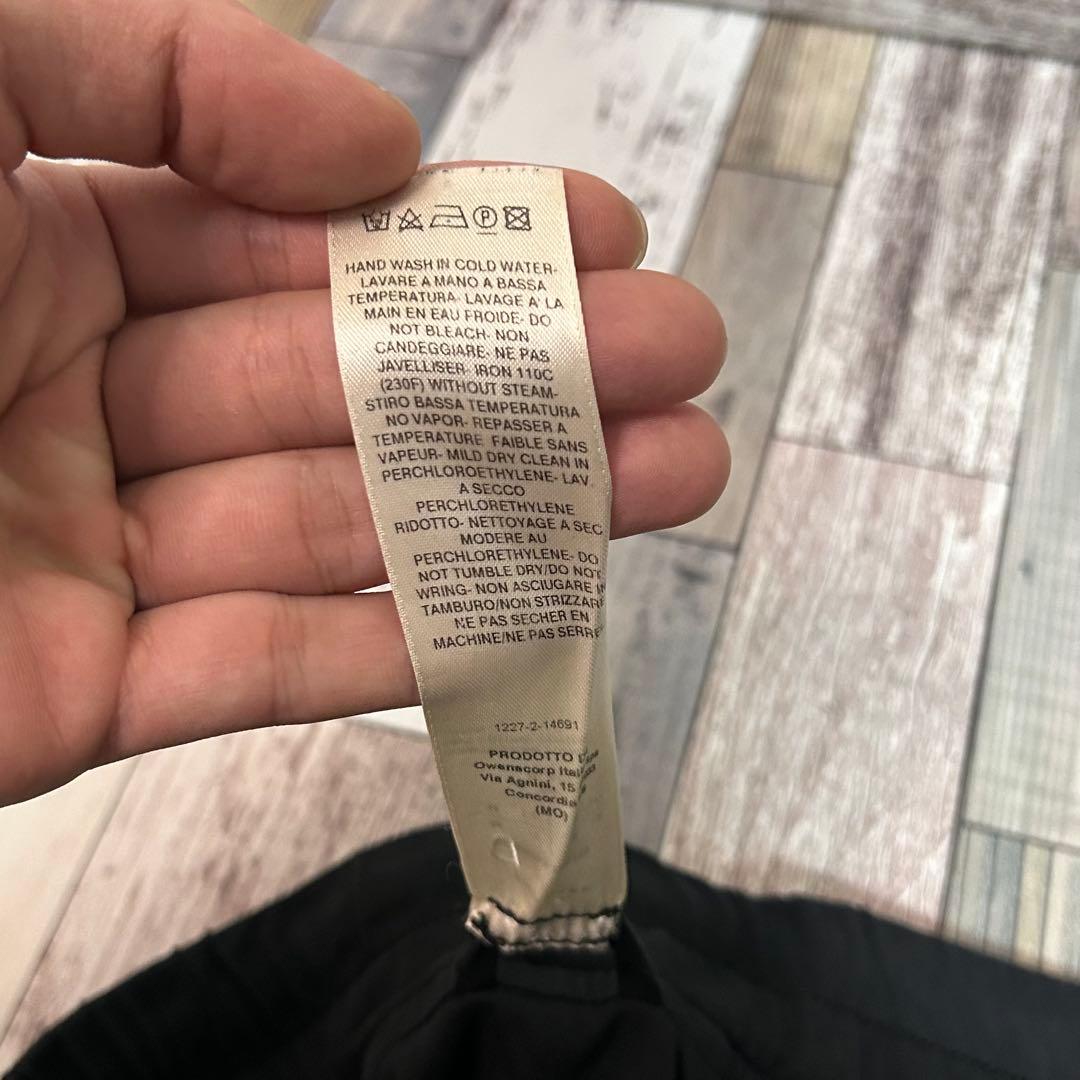 HAND WASH IN COLD WATER-
LAVARE A MANO A BASSA
TEMPERATURA- LAVAGE A' LA
MAIN EN EAU FROIDE- DO
NOT BLEACH- NON
CANDEGGIARE- NE PAS
JAVELLISER- IRON 110C
(230F) WITHOUT STEAM-
STIRO BASSA TEMPERATURA
NO VAPOR- REPASSER A
TEMPERATURE FAIBLE SANS
VAPEUR- MILD DRY CLEAN IN
PERCHLOROETHYLENE- LAV.
A SECCO
PERCHLORETHYLENE
RIDOTTO- NETTOYAGE A SEC
MODERE AU
PERCHLORETHYLENE- DO
NOT TUMBLE DRY/DO NOT
WRING- NON ASCIUGARE IN
TAMBURO/NON STRIZZARE
NE PAS SECHER EN
MACHINE/NE PAS SERRE
1227-2-14691
PRODOTTO
Owenscorp
Via Agnini, 15
Concordia
(MO)